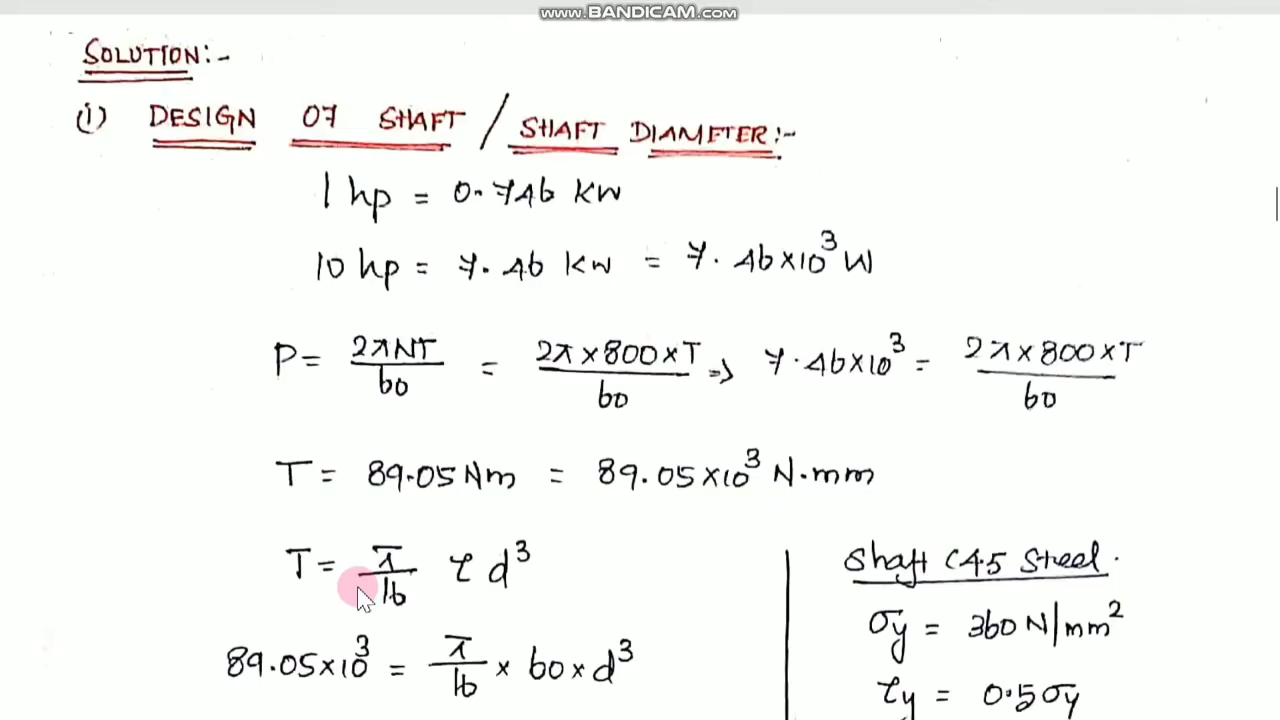 WWW.BANDICAM.COM
SOLUTION:-
(1) DESIGN OF SHAFT / SHAFT DIAMETER:-
1 hp = 0.746 KW
10 hp = 7.46 KW = 7.46×10³ W
P = 2πNT/60 = 2π×800×T/60 => 7.46×10³ = 2π×800×T/60
T = 89.05 Nm = 89.05×10³ N.mm
T = π/16 τ d³
89.05×10³ = π/16 × 60 × d³
Shaft C45 Steel.
σy = 360 N/mm²
τy = 0.5σy